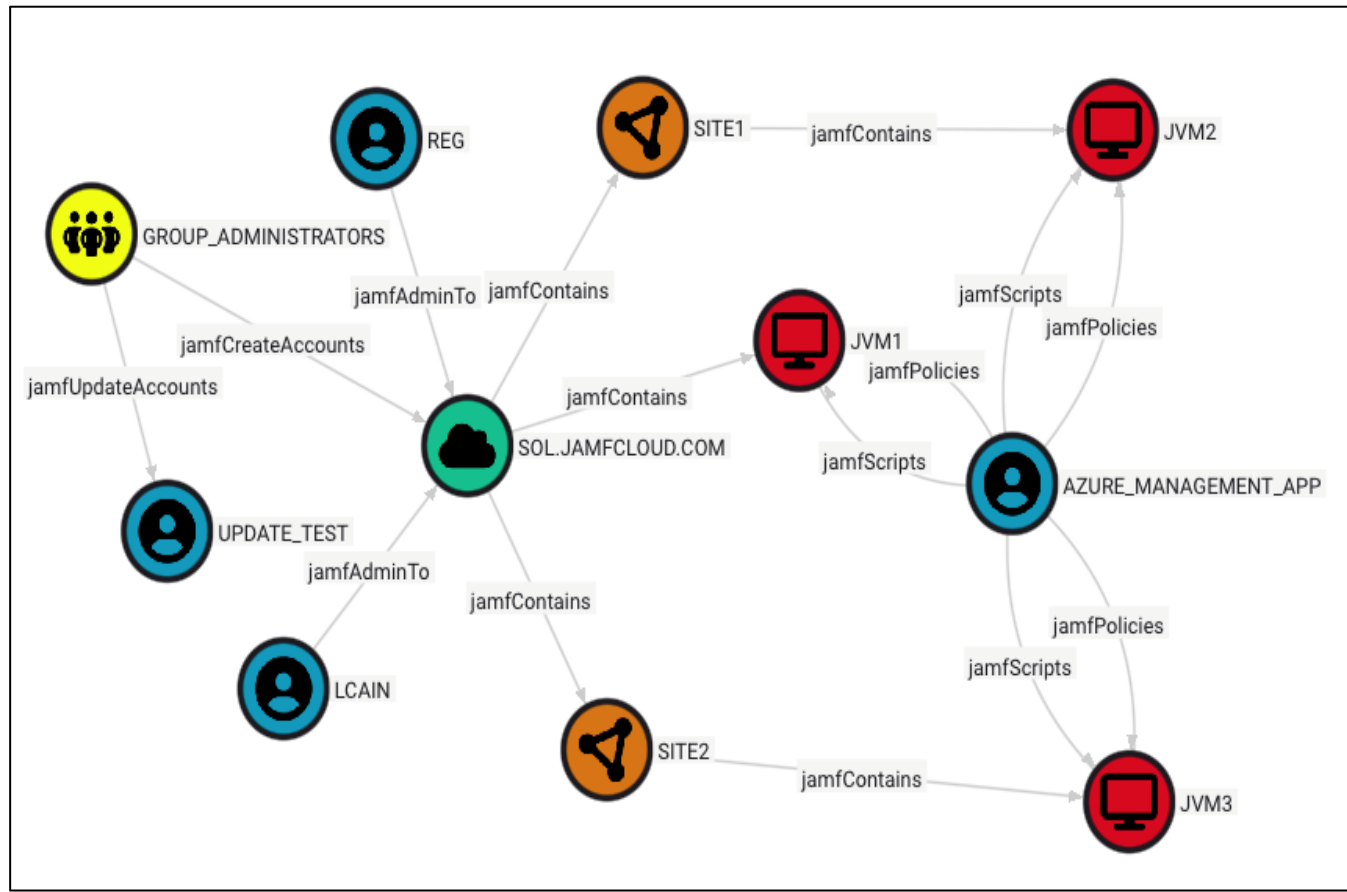 SITE1
jamfContains
JVM2
REG
GROUP_ADMINISTRATORS
jamfAdminTo
jamfContains
jamfScripts
jamfPolicies
jamfCreateAccounts
JVM1
jamfPolicies
jamfUpdateAccounts
jamfContains
SOL.JAMFCLOUD.COM
jamfScripts
AZURE_MANAGEMENT_APP
UPDATE_TEST
jamfAdminTo
jamfContains
jamfPolicies
jamfScripts
LCAIN
SITE2
jamfContains
JVM3